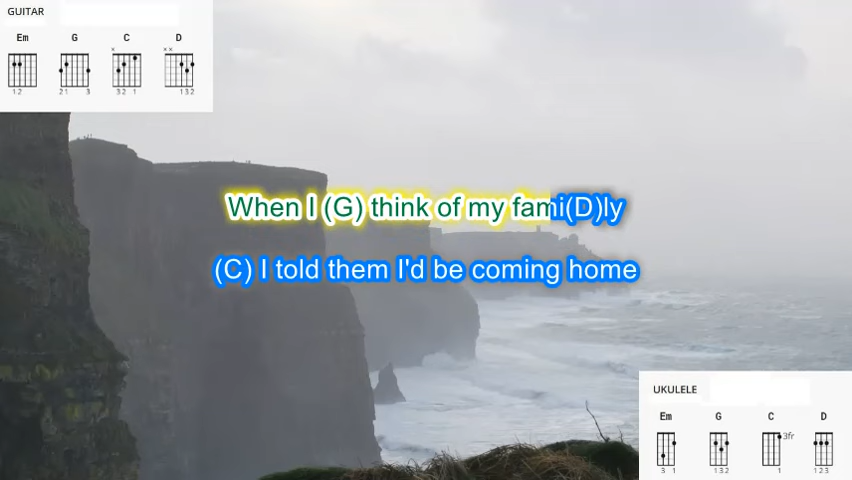 GUITAR
Em G C D
x xx
12 21 3 32 1 132
When I (G) think of my fami(D)ly
(C) I told them I'd be coming home
UKULELE
Em G C D
3fr
3 1 132 1 123